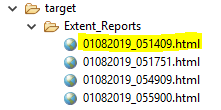 target
Extent_Reports
01082019_051409.html
01082019_051751.html
01082019_054909.html
01082019_055900.html